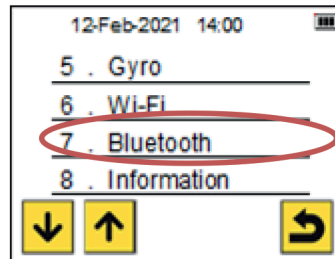 12-Feb-2021 14:00
5 . Gyro
6 . Wi-Fi
7 . Bluetooth
8 . Information